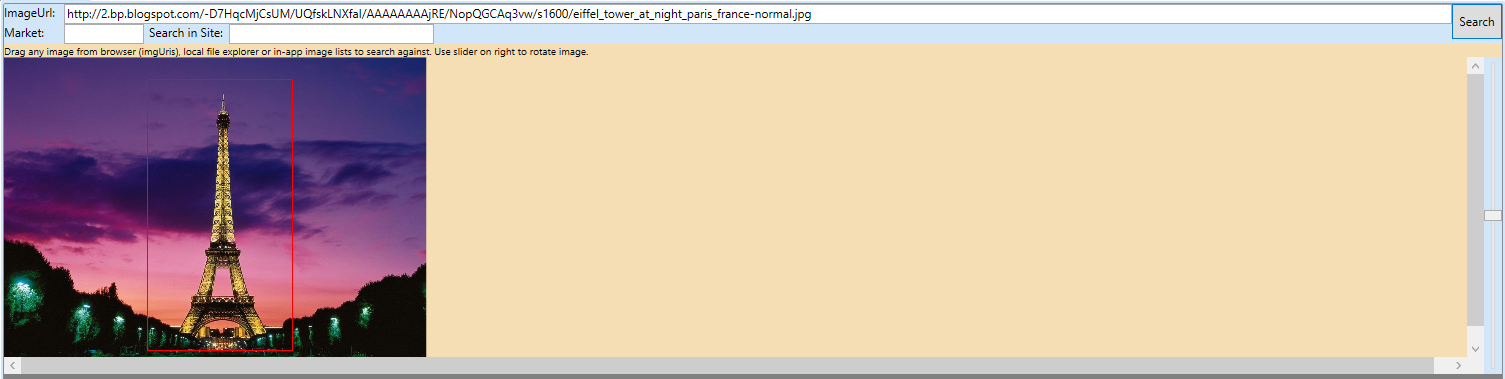 ImageUrl: http://2.bp.blogspot.com/-D7HqcMjCsUM/UQfskLNXfaI/AAAAAAAAjRE/NopQGCAq3vw/s1600/eiffel_tower_at_night_paris_france-normal.jpg Search
Market: Search in Site:
Drag any image from browser (imgUris), local file explorer or in-app image lists to search against. Use slider on right to rotate image.